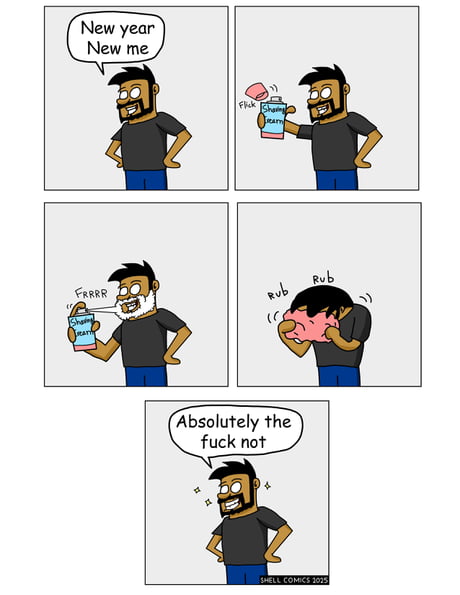 New year
New me
Flick
Shaving
cream
FRRRR
Shaving
cream
Rub
Rub
Absolutely the
fuck not
SHELL COMICS 2025